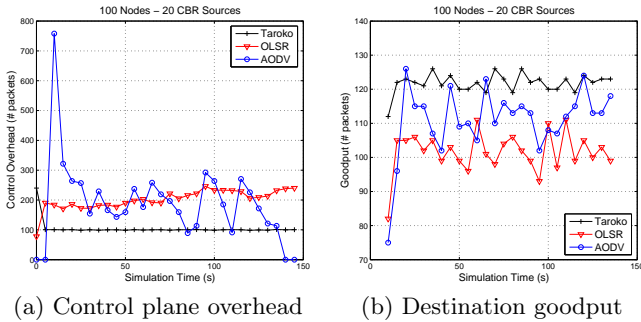 100 Nodes – 20 CBR Sources
800
700
600
500
400
300
200
100
0
0
50
100
150
Control Overhead (# packets)
Simulation Time (s)
Taroko
OLSR
AODV
(a) Control plane overhead
100 Nodes – 20 CBR Sources
140
130
120
110
100
90
80
70
0
50
100
150
Goodput (# packets)
Simulation Time (s)
Taroko
OLSR
AODV
(b) Destination goodput